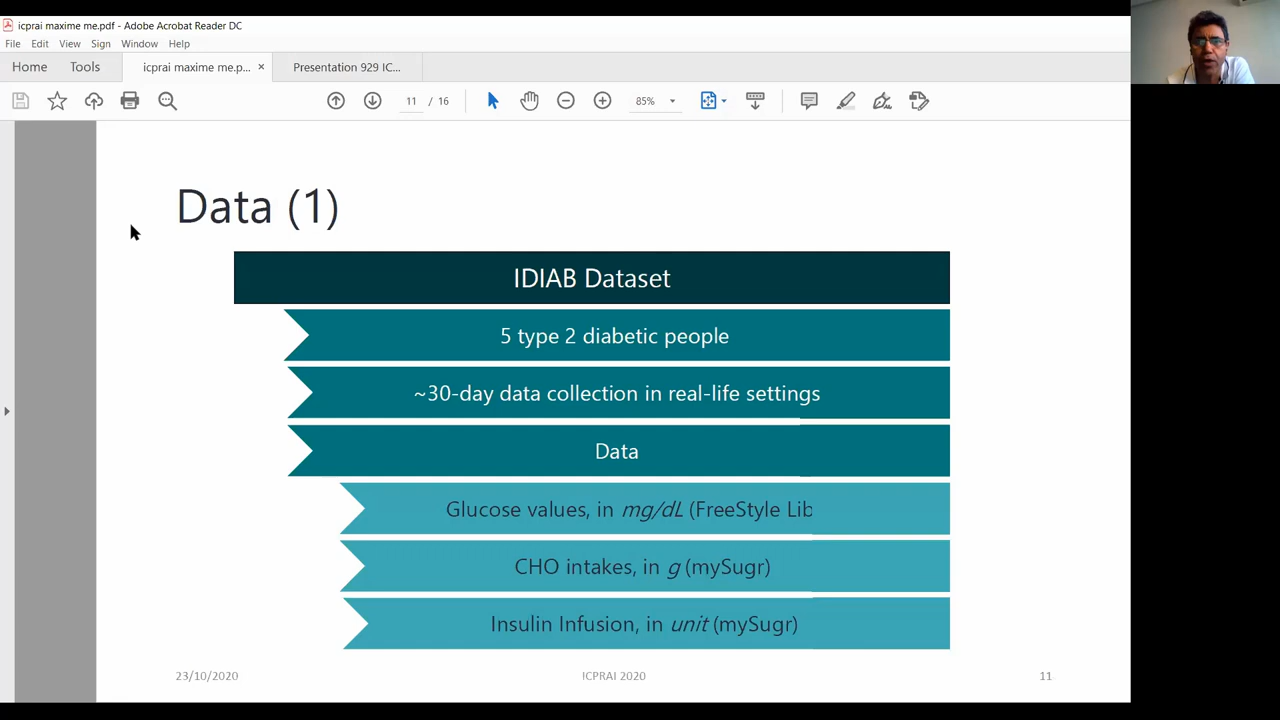 icprai maxime me.pdf - Adobe Acrobat Reader DC
File Edit View Sign Window Help
Home Tools icprai maxime me.p... × Presentation 929 IC...
11 / 16 85%
Data (1)
IDIAB Dataset
5 type 2 diabetic people
~30-day data collection in real-life settings
Data
Glucose values, in mg/dL (FreeStyle Lib
CHO intakes, in g (mySugr)
Insulin Infusion, in unit (mySugr)
23/10/2020 ICPRAI 2020 11